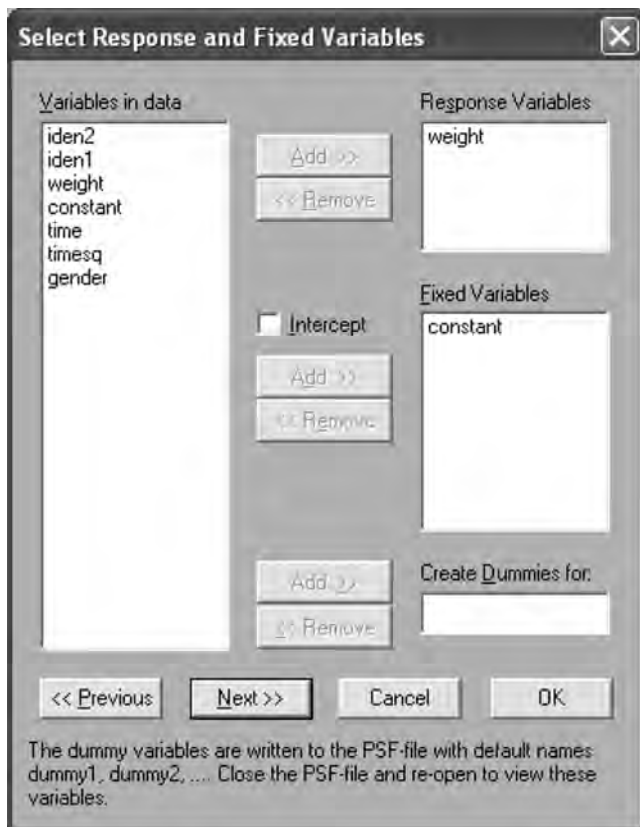 Select Response and Fixed Variables
Variables in data
iden2
iden1
weight
constant
time
timesq
gender
Add >>
<< Remove
Response Variables
weight
Intercept
Add >>
<< Remove
Fixed Variables
constant
Add >>
<< Remove
Create Dummies for:
<< Previous
Next >>
Cancel
OK
The dummy variables are written to the PSF-file with default names
dummy1, dummy2, .... Close the PSF-file and re-open to view these
variables.